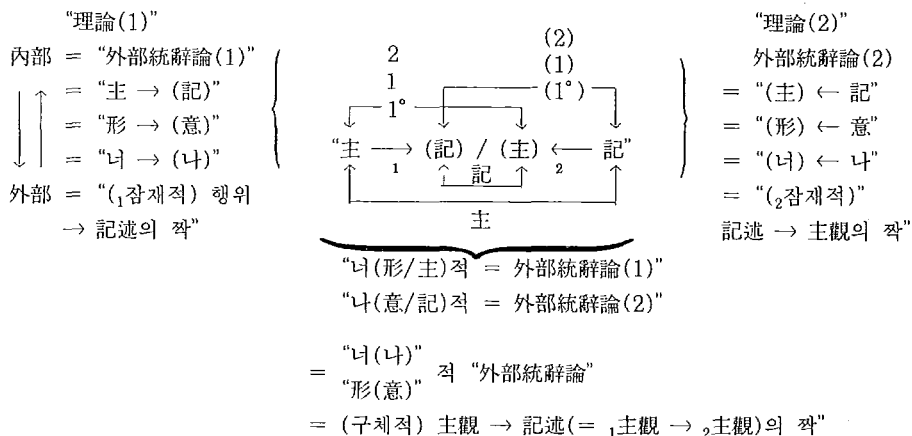 “理論(1)” “理論(2)”
(2)
2
內部 = “外部統辭論(1)” (1) 外部統辭論(2)
1 (1°)
= “主 → (記)” = “(主) ← 記”
1°
= “形 → (意)” = “(形) ← 意”
“主 →₁ (記) / (主) ←₂ 記”
= “너 → (나)” = “(너) ← 나”
記
外部 = “(₁잠재적) 행위 = “(₂잠재적)”
→ 記述의 짝” 主 記述 → 主觀의 짝”
“너(形/主)적 = 外部統辭論(1)”
“나(意/記)적 = 外部統辭論(2)”
“너(나)”
= 적 “外部統辭論”
“形(意)”
= (구체적) 主觀 → 記述(= ₁主觀 → ₂主觀)의 짝”